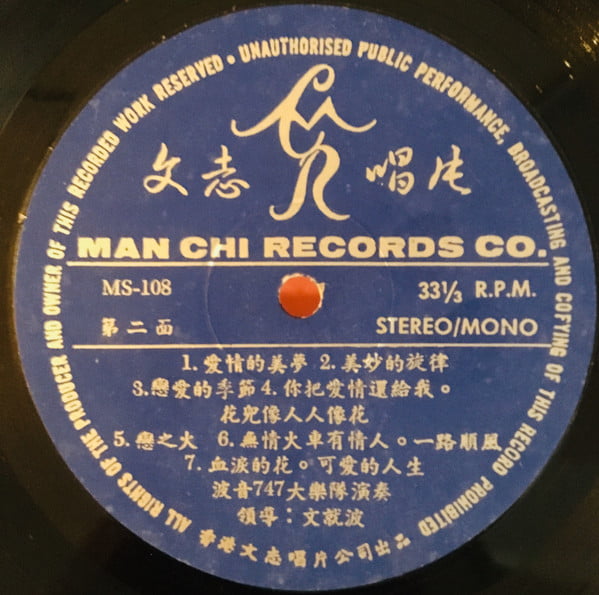 ALL RIGHTS OF THE PRODUCER AND OWNER OF THIS RECORDED WORK RESERVED • UNAUTHORISED PUBLIC PERFORMANCE, BROADCASTING AND COPYING OF THIS RECORD PROHIBITED
文志唱片
MAN CHI RECORDS CO.
MS-108
33⅓ R.P.M.
第二面
STEREO/MONO
1. 愛情的美夢 2. 美妙的旋律
3.戀愛的季節 4. 你把愛情還給我。
花兒像人人像花
5. 戀之火 6. 無情火車有情人。一路順風
7. 血淚的花。可愛的人生
波音747大樂隊演奏
領導：文就波
香港文志唱片公司出品